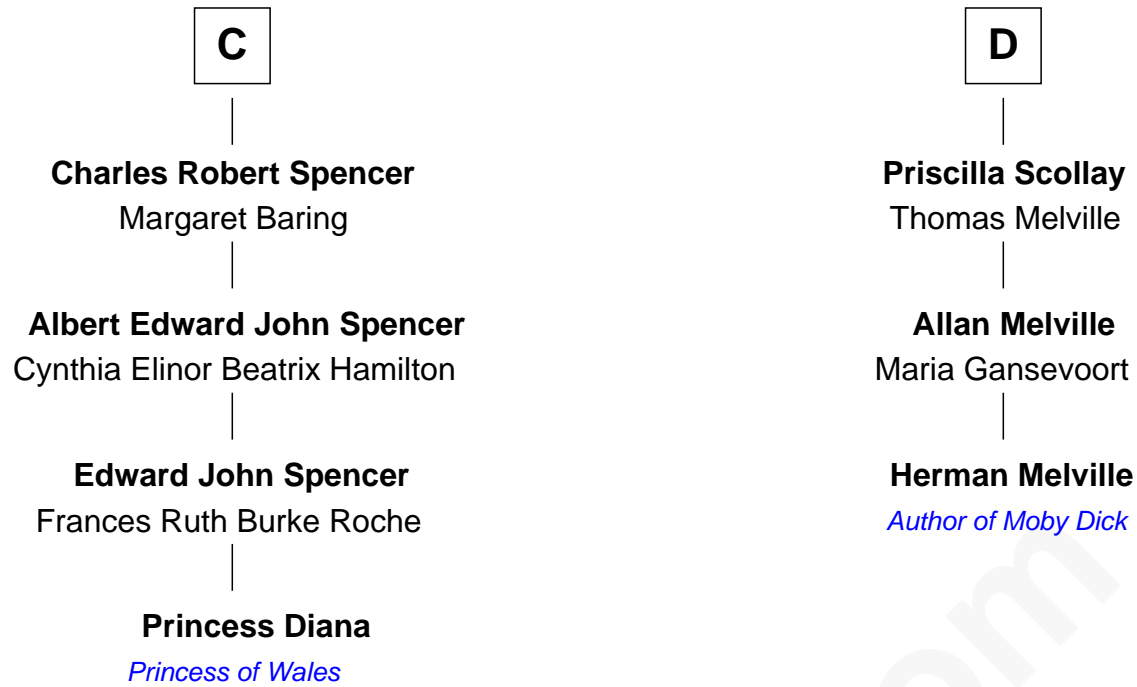 C
Charles Robert Spencer
Margaret Baring
Albert Edward John Spencer
Cynthia Elinor Beatrix Hamilton
Edward John Spencer
Frances Ruth Burke Roche
Princess Diana
Princess of Wales
D
Priscilla Scollay
Thomas Melville
Allan Melville
Maria Gansevoort
Herman Melville
Author of Moby Dick
om